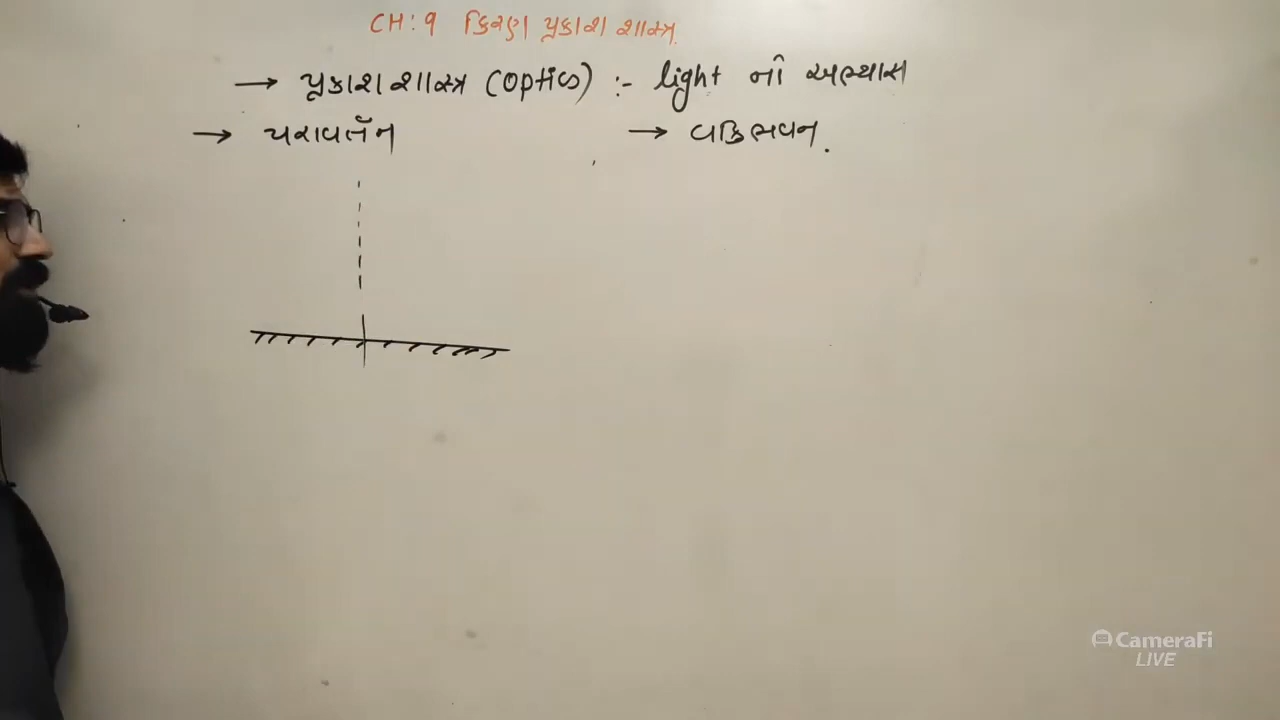 CH: 9 કિરણ પ્રકાશ શાસ્ત્ર.
→ પ્રકાશ શાસ્ત્ર (optics) :- light નો અભ્યાસ
→ પરાવર્તન → વક્રિભવન.
CameraFi
LIVE